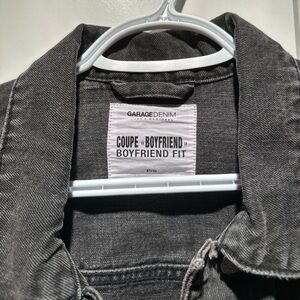 GARAGEDENIM
COUPE « BOYFRIEND »
BOYFRIEND FIT